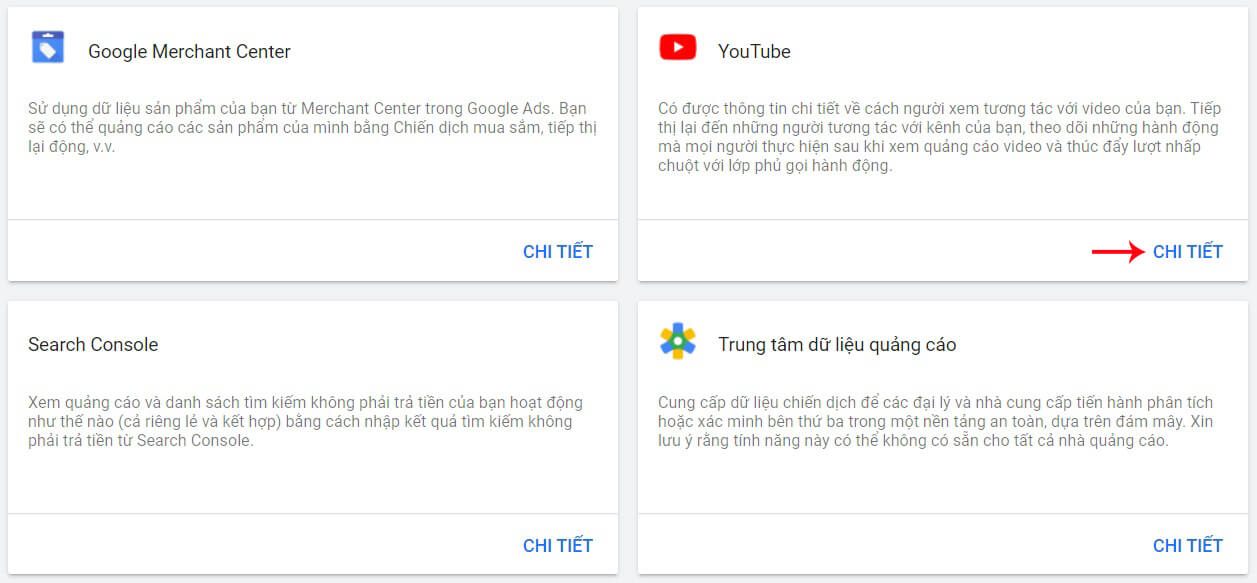 Google Merchant Center
Sử dụng dữ liệu sản phẩm của bạn từ Merchant Center trong Google Ads. Bạn
sẽ có thể quảng cáo các sản phẩm của mình bằng Chiến dịch mua sắm, tiếp thị
lại động, v.v.
CHI TIẾT
YouTube
Có được thông tin chi tiết về cách người xem tương tác với video của bạn. Tiếp
thị lại đến những người tương tác với kênh của bạn, theo dõi những hành động
mà mọi người thực hiện sau khi xem quảng cáo video và thúc đẩy lượt nhấp
chuột với lớp phủ gọi hành động.
CHI TIẾT
Search Console
Xem quảng cáo và danh sách tìm kiếm không phải trả tiền của bạn hoạt động
như thế nào (cả riêng lẻ và kết hợp) bằng cách nhập kết quả tìm kiếm không
phải trả tiền từ Search Console.
CHI TIẾT
Trung tâm dữ liệu quảng cáo
Cung cấp dữ liệu chiến dịch để các đại lý và nhà cung cấp tiến hành phân tích
hoặc xác minh bên thứ ba trong một nền tảng an toàn, dựa trên đám mây. Xin
lưu ý rằng tính năng này có thể không có sẵn cho tất cả nhà quảng cáo.
CHI TIẾT